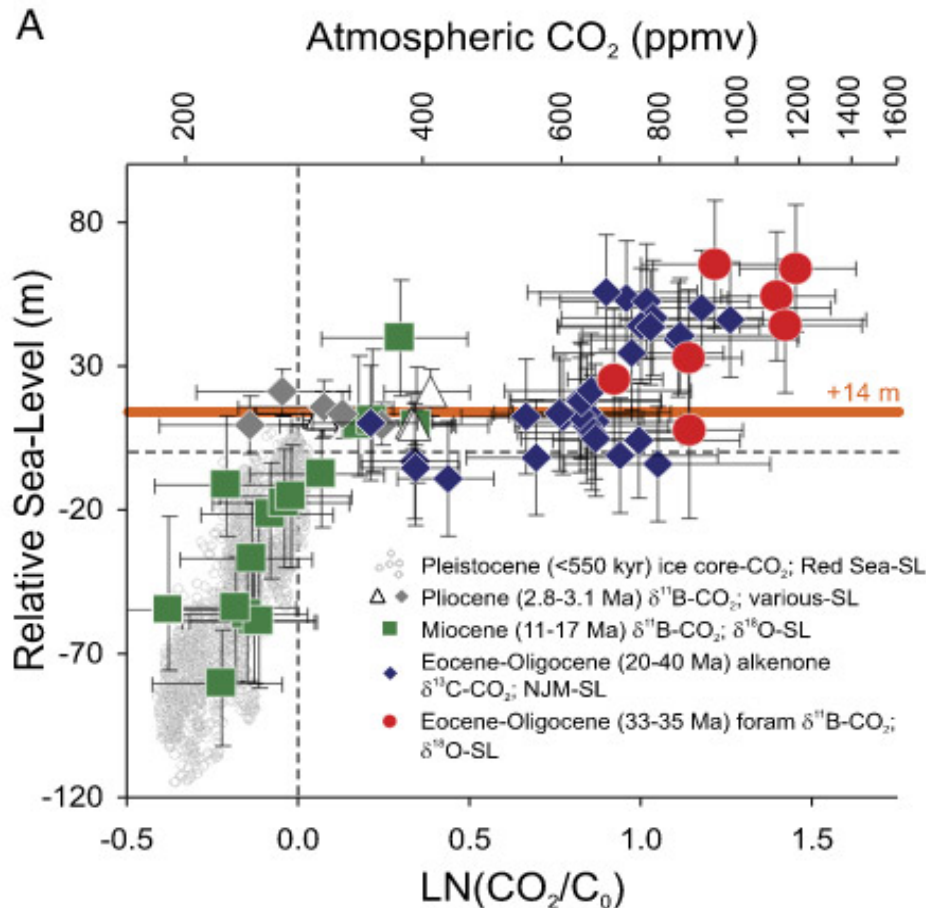 A
Atmospheric CO₂ (ppmv)
200
400
600
800
1000
1200
1400
1600
Relative Sea-Level (m)
80
30
-20
-70
-120
+14 m
Pleistocene (<550 kyr) ice core-CO₂; Red Sea-SL
Pliocene (2.8-3.1 Ma) δ¹¹B-CO₂; various-SL
Miocene (11-17 Ma) δ¹¹B-CO₂; δ¹⁸O-SL
Eocene-Oligocene (20-40 Ma) alkenone
δ¹³C-CO₂; NJM-SL
Eocene-Oligocene (33-35 Ma) foram δ¹¹B-CO₂;
δ¹⁸O-SL
-0.5
0.0
0.5
1.0
1.5
LN(CO₂/C₀)